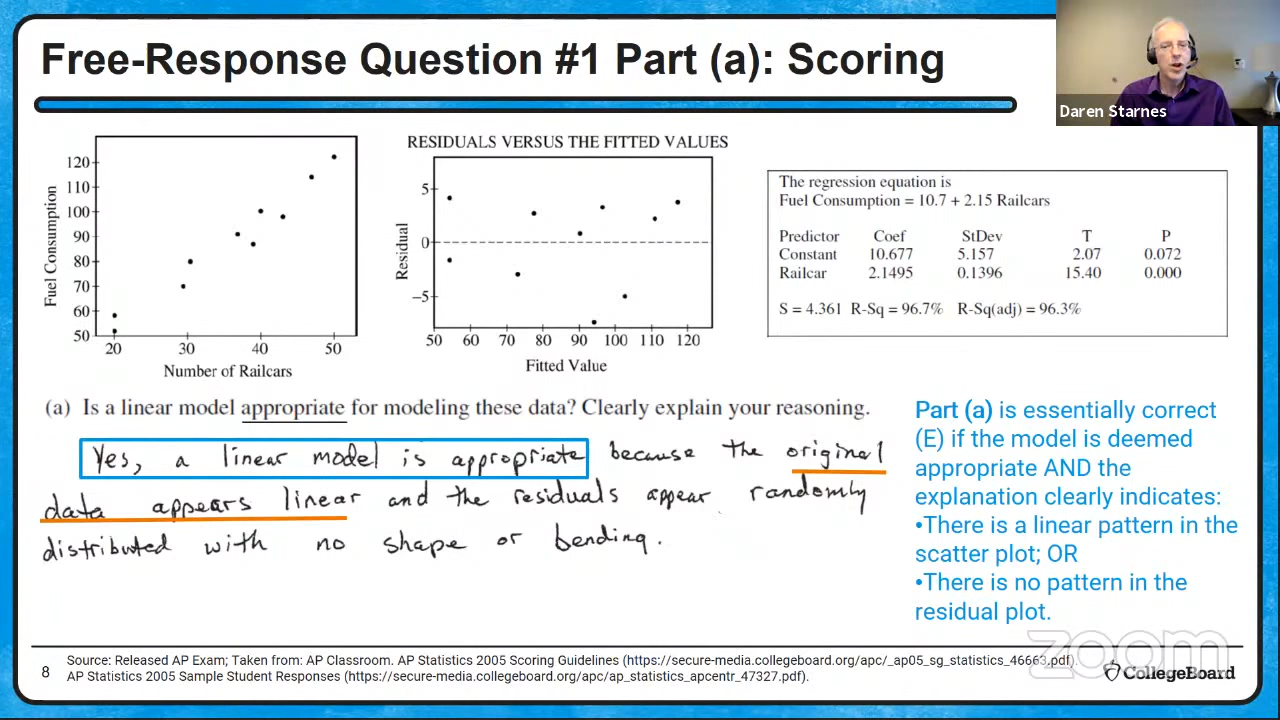 Free-Response Question #1 Part (a): Scoring
Daren Starnes
120
110
100
90
80
70
60
50
Fuel Consumption
20
30
40
50
Number of Railcars
RESIDUALS VERSUS THE FITTED VALUES
5
0
−5
Residual
50
60
70
80
90
100
110
120
Fitted Value
The regression equation is
Fuel Consumption = 10.7 + 2.15 Railcars
Predictor Coef StDev T P
Constant 10.677 5.157 2.07 0.072
Railcar 2.1495 0.1396 15.40 0.000
S = 4.361 R-Sq = 96.7% R-Sq(adj) = 96.3%
(a) Is a linear model appropriate for modeling these data? Clearly explain your reasoning.
Yes, a linear model is appropriate because the original
data appears linear and the residuals appear randomly
distributed with no shape or bending.
Part (a) is essentially correct
(E) if the model is deemed
appropriate AND the
explanation clearly indicates:
•There is a linear pattern in the
scatter plot; OR
•There is no pattern in the
residual plot.
zoom
8
Source: Released AP Exam; Taken from: AP Classroom. AP Statistics 2005 Scoring Guidelines (https://secure-media.collegeboard.org/apc/_ap05_sg_statistics_46663.pdf).
AP Statistics 2005 Sample Student Responses (https://secure-media.collegeboard.org/apc/ap_statistics_apcentr_47327.pdf).
CollegeBoard